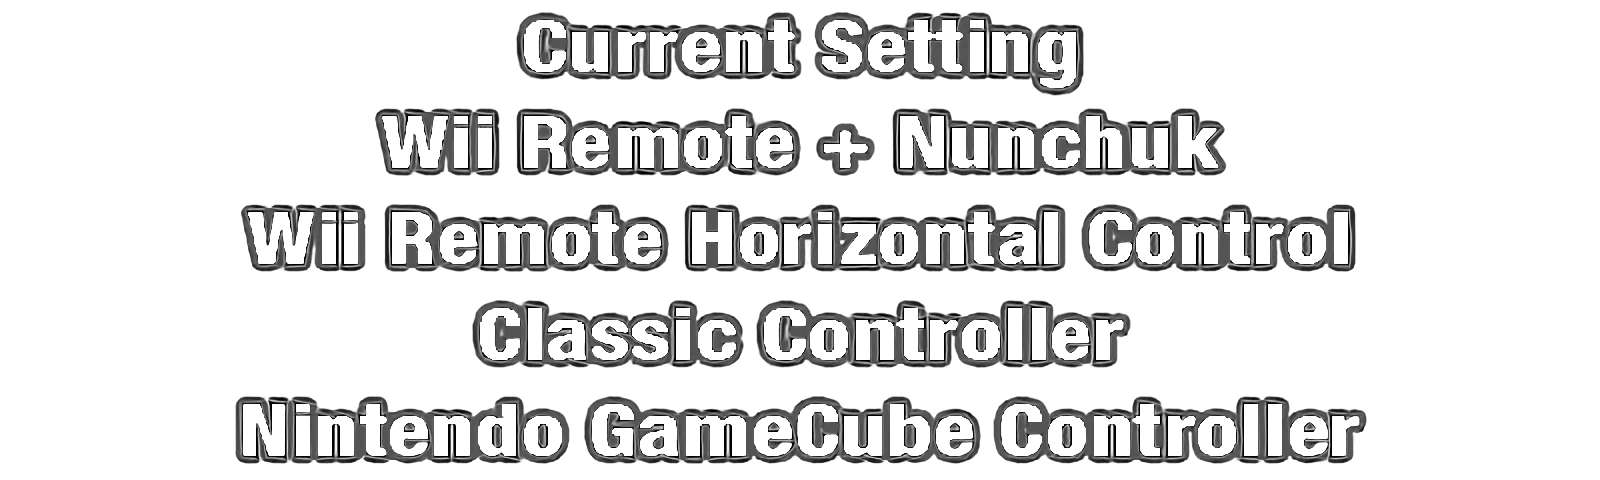 Current Setting
Wii Remote + Nunchuk
Wii Remote Horizontal Control
Classic Controller
Nintendo GameCube Controller